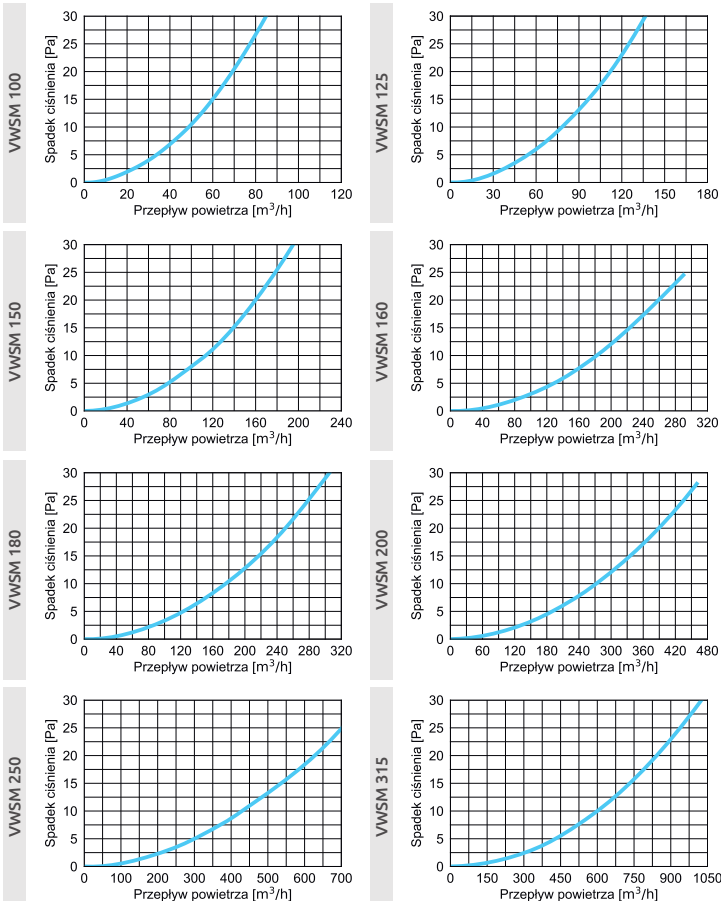 VWSM 100
Spadek ciśnienia [Pa]
30
25
20
15
10
5
0
0 20 40 60 80 100 120
Przepływ powietrza [m³/h]
VWSM 125
Spadek ciśnienia [Pa]
30
25
20
15
10
5
0
0 30 60 90 120 150 180
Przepływ powietrza [m³/h]
VWSM 150
Spadek ciśnienia [Pa]
30
25
20
15
10
5
0
0 40 80 120 160 200 240
Przepływ powietrza [m³/h]
VWSM 160
Spadek ciśnienia [Pa]
30
25
20
15
10
5
0
0 40 80 120 160 200 240 280 320
Przepływ powietrza [m³/h]
VWSM 180
Spadek ciśnienia [Pa]
30
25
20
15
10
5
0
0 40 80 120 160 200 240 280 320
Przepływ powietrza [m³/h]
VWSM 200
Spadek ciśnienia [Pa]
30
25
20
15
10
5
0
0 60 120 180 240 300 360 420 480
Przepływ powietrza [m³/h]
VWSM 250
Spadek ciśnienia [Pa]
30
25
20
15
10
5
0
0 100 200 300 400 500 600 700
Przepływ powietrza [m³/h]
VWSM 315
Spadek ciśnienia [Pa]
30
25
20
15
10
5
0
0 150 300 450 600 750 900 1050
Przepływ powietrza [m³/h]